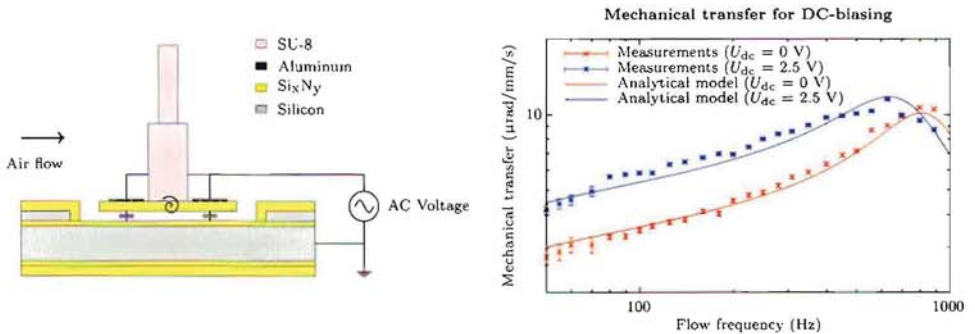 SU-8
Aluminum
SixNy
Silicon
Air flow
AC Voltage
Mechanical transfer for DC-biasing
Measurements (Udc = 0 V)
Measurements (Udc = 2.5 V)
Analytical model (Udc = 0 V)
Analytical model (Udc = 2.5 V)
Mechanical transfer (µrad/mm/s)
10
100
1000
Flow frequency (Hz)